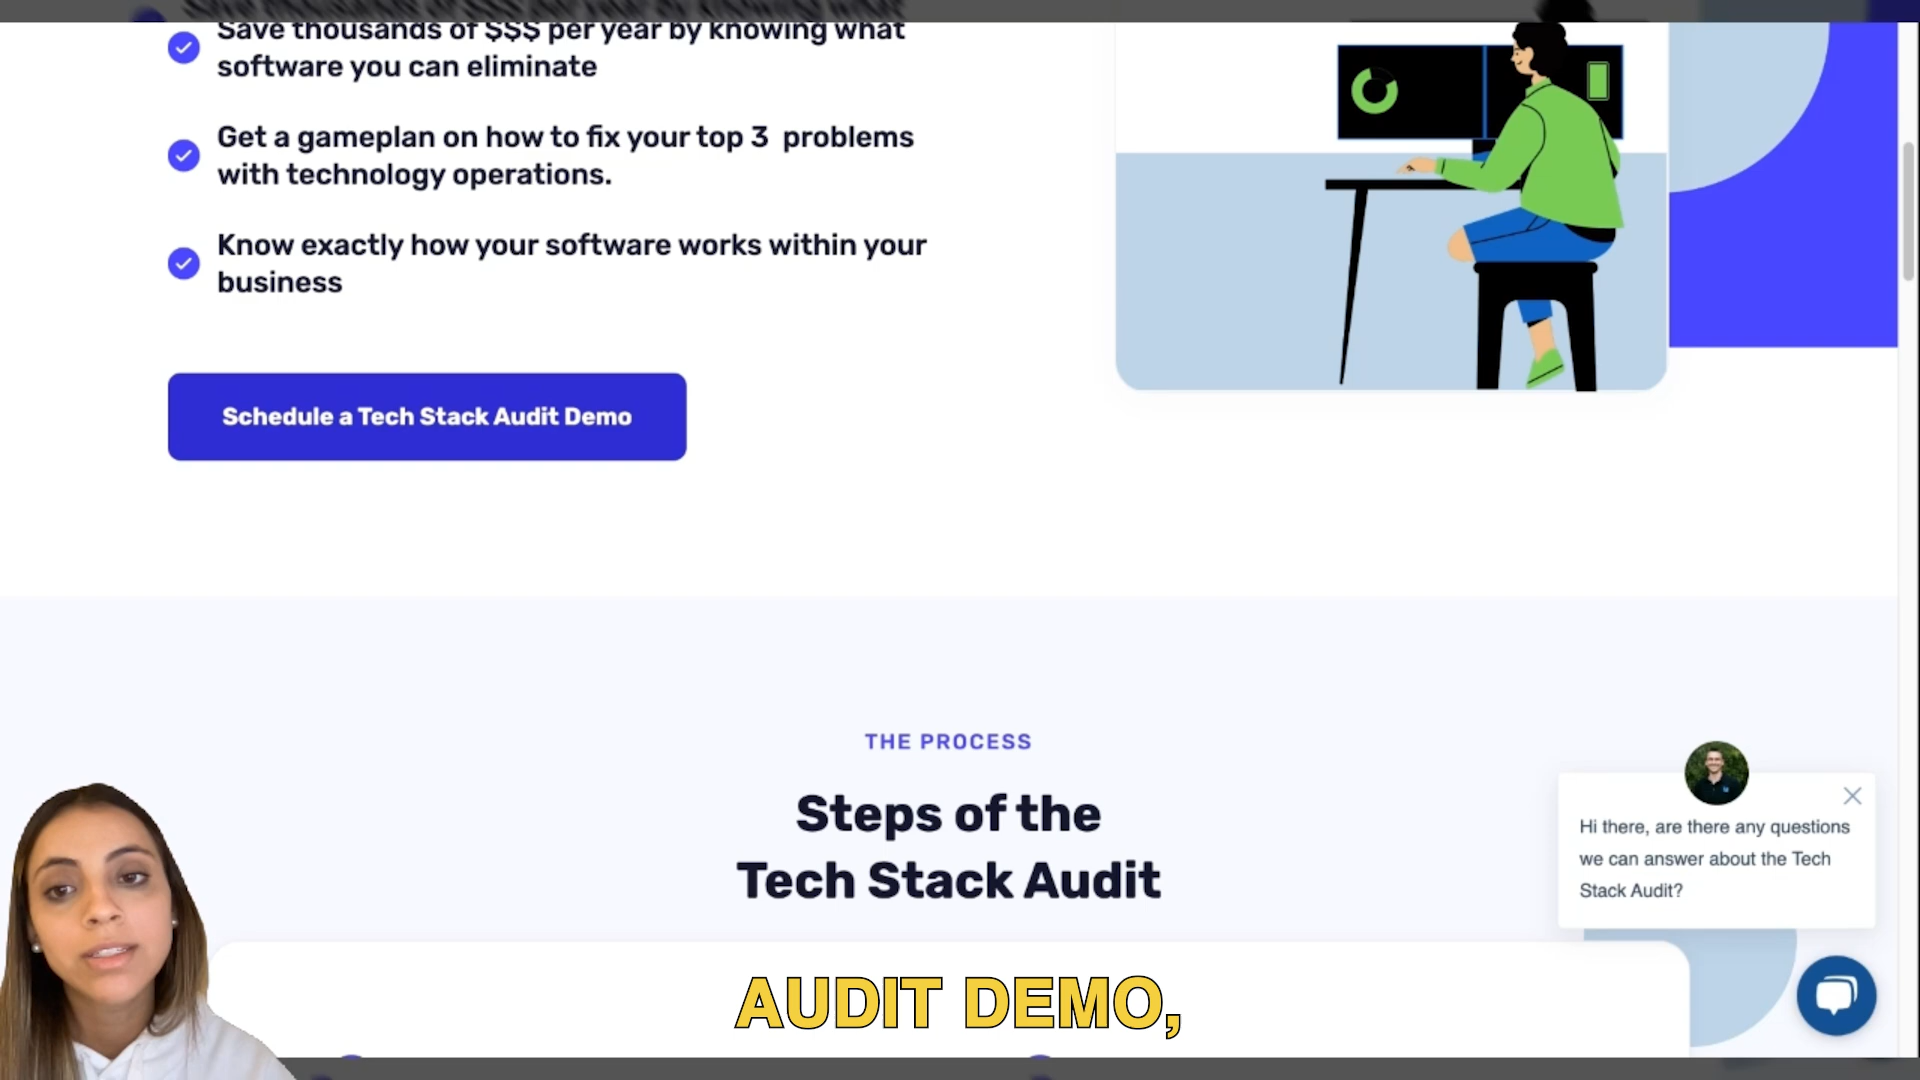 Save thousands of $$$ per year by knowing what
software you can eliminate
Get a gameplan on how to fix your top 3 problems
with technology operations.
Know exactly how your software works within your
business
Schedule a Tech Stack Audit Demo
THE PROCESS
Steps of the
Tech Stack Audit
Hi there, are there any questions
we can answer about the Tech
Stack Audit?
AUDIT DEMO,